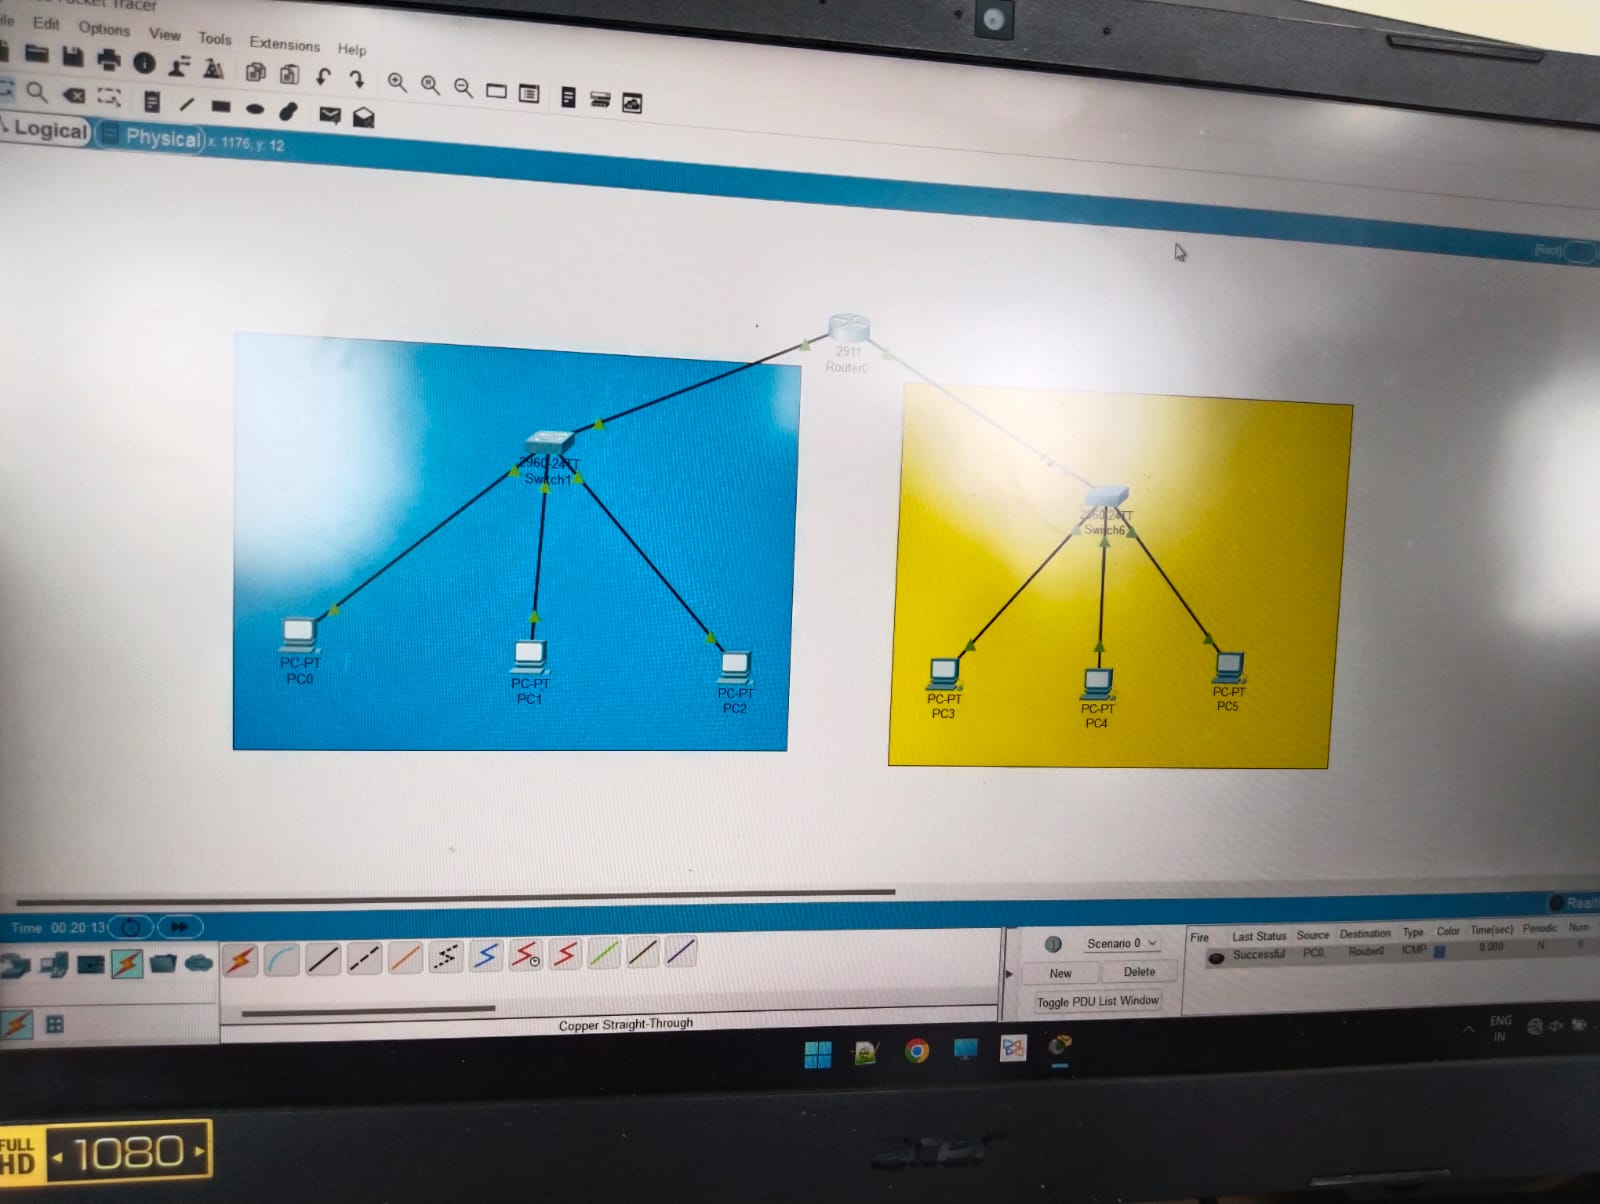 Packet Tracer
Edit Options View Tools Extensions Help
Logical Physical x: 1176, y: 12
[Root]
2911
Router0
2960-24TT
Switch1
2960-24TT
Switch6
PC-PT
PC0
PC-PT
PC1
PC-PT
PC2
PC-PT
PC3
PC-PT
PC4
PC-PT
PC5
Time: 00:20:13
Scenario 0
New Delete
Toggle PDU List Window
Fire Last Status Source Destination Type Color Time(sec) Periodic Num
Successful PC0 Router0 ICMP 0.000 N 0
Copper Straight-Through
ENG
IN
FULL
HD 1080
acer